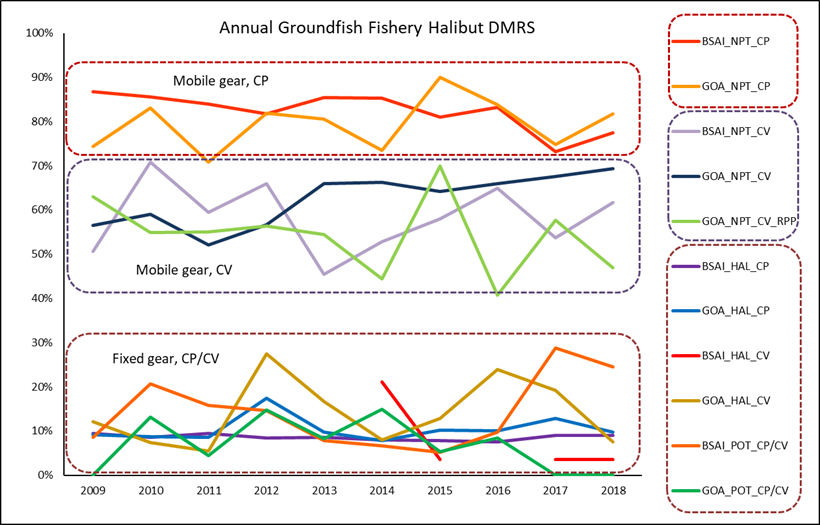 Annual Groundfish Fishery Halibut DMRS
100%
90%
80%
70%
60%
50%
40%
30%
20%
10%
0%
Mobile gear, CP
Mobile gear, CV
Fixed gear, CP/CV
2009 2010 2011 2012 2013 2014 2015 2016 2017 2018
BSAI_NPT_CP
GOA_NPT_CP
BSAI_NPT_CV
GOA_NPT_CV
GOA_NPT_CV_RPP
BSAI_HAL_CP
GOA_HAL_CP
BSAI_HAL_CV
GOA_HAL_CV
BSAI_POT_CP/CV
GOA_POT_CP/CV